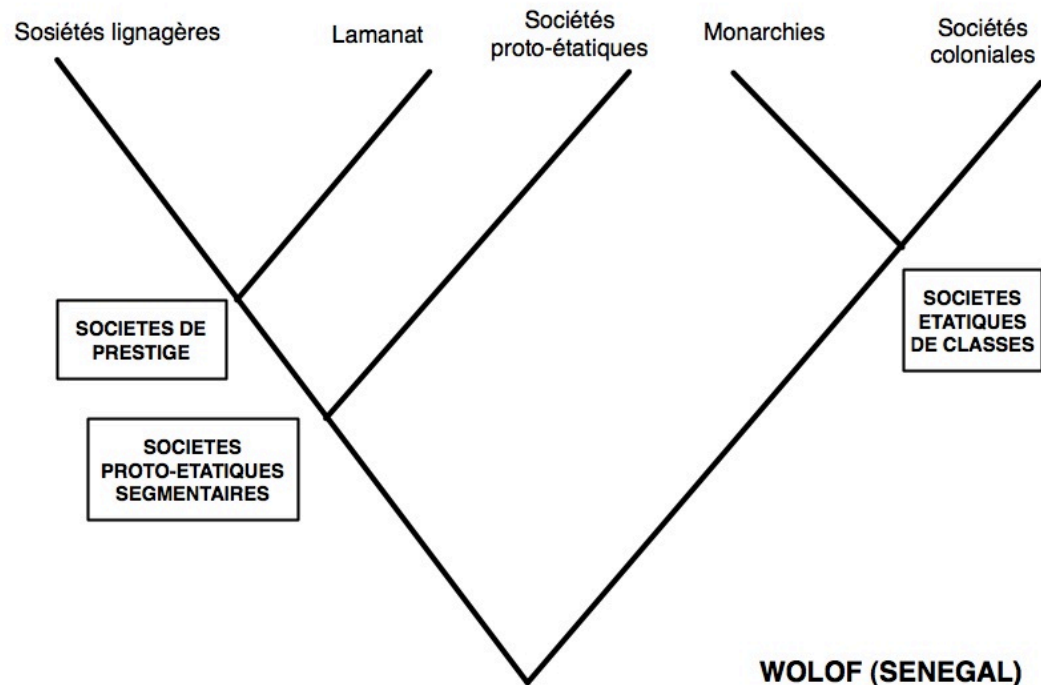 Sosiétés lignagères
Lamanat
Sociétés
proto-étatiques
Monarchies
Sociétés
coloniales
SOCIETES DE
PRESTIGE
SOCIETES
PROTO-ETATIQUES
SEGMENTAIRES
SOCIETES
ETATIQUES
DE CLASSES
WOLOF (SENEGAL)